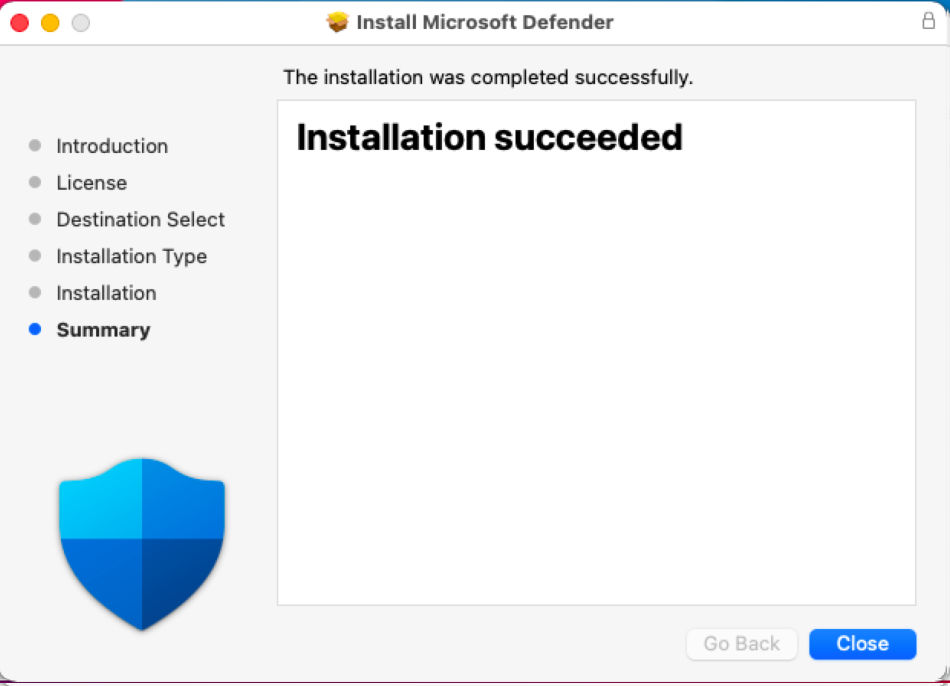 Install Microsoft Defender
The installation was completed successfully.
Installation succeeded
Introduction
License
Destination Select
Installation Type
Installation
Summary
Go Back
Close